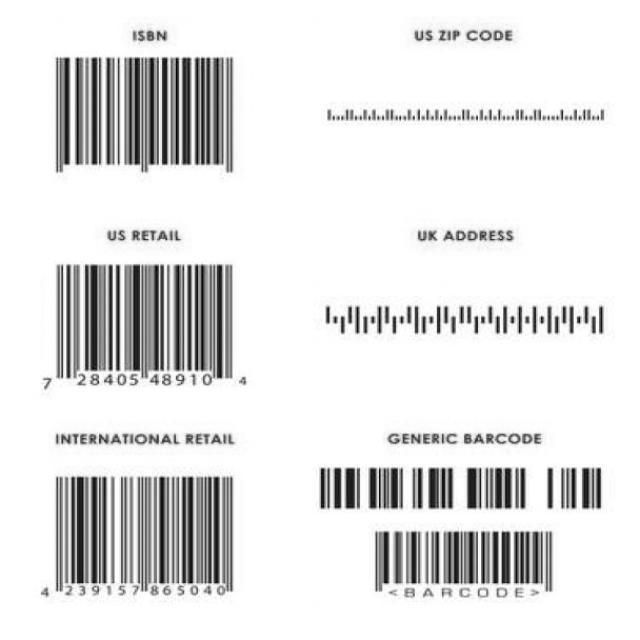 ISBN
US ZIP CODE
US RETAIL
7 28405 48910 4
UK ADDRESS
INTERNATIONAL RETAIL
4 239157 865040
GENERIC BARCODE
<BARCODE>